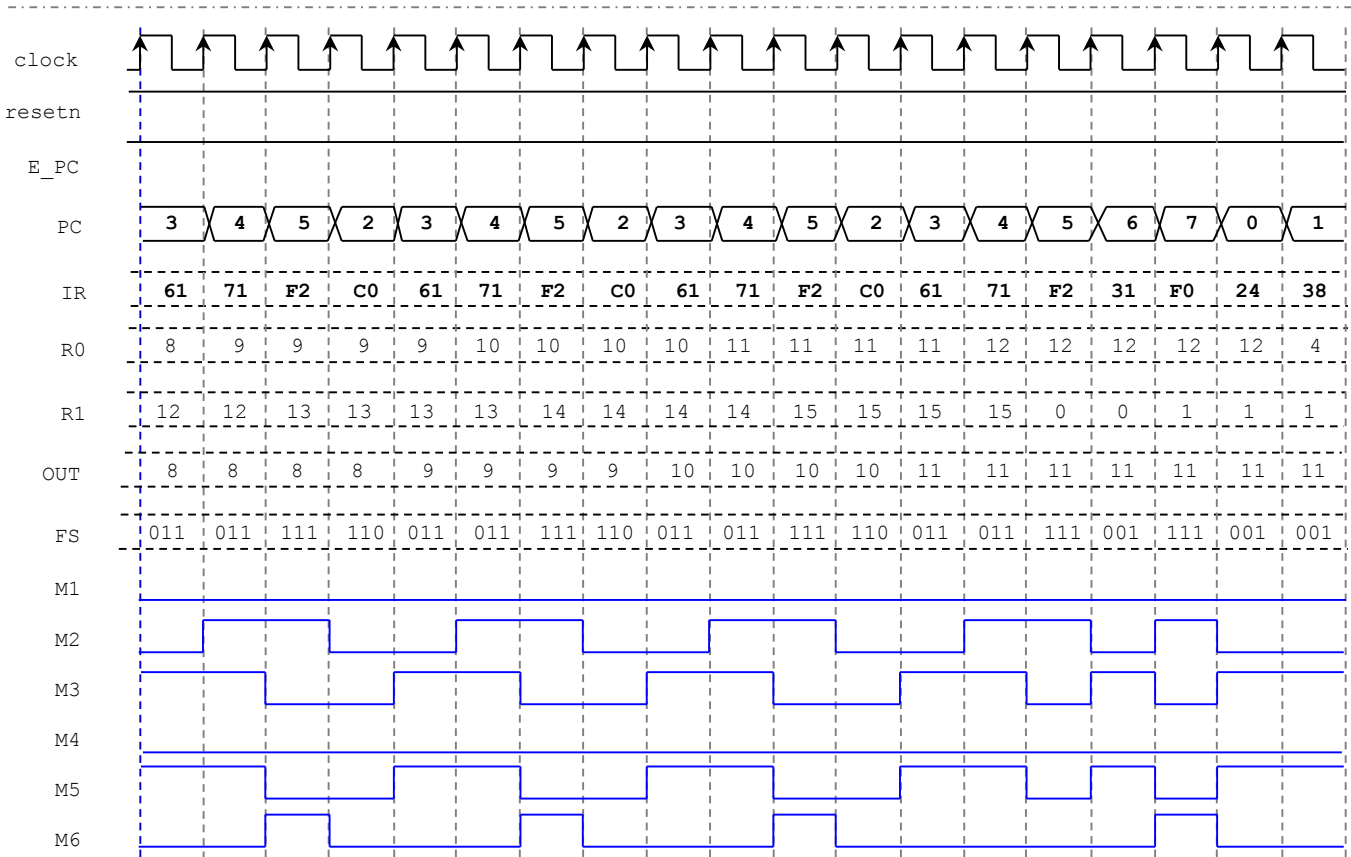 clock
resetn
E_PC
PC 3 4 5 2 3 4 5 2 3 4 5 2 3 4 5 6 7 0 1
IR 61 71 F2 C0 61 71 F2 C0 61 71 F2 C0 61 71 F2 31 F0 24 38
R0 8 9 9 9 9 10 10 10 10 11 11 11 11 12 12 12 12 12 4
R1 12 12 13 13 13 13 14 14 14 14 15 15 15 15 0 0 1 1 1
OUT 8 8 8 8 9 9 9 9 10 10 10 10 11 11 11 11 11 11 11
FS 011 011 111 110 011 011 111 110 011 011 111 110 011 011 111 001 111 001 001
M1
M2
M3
M4
M5
M6